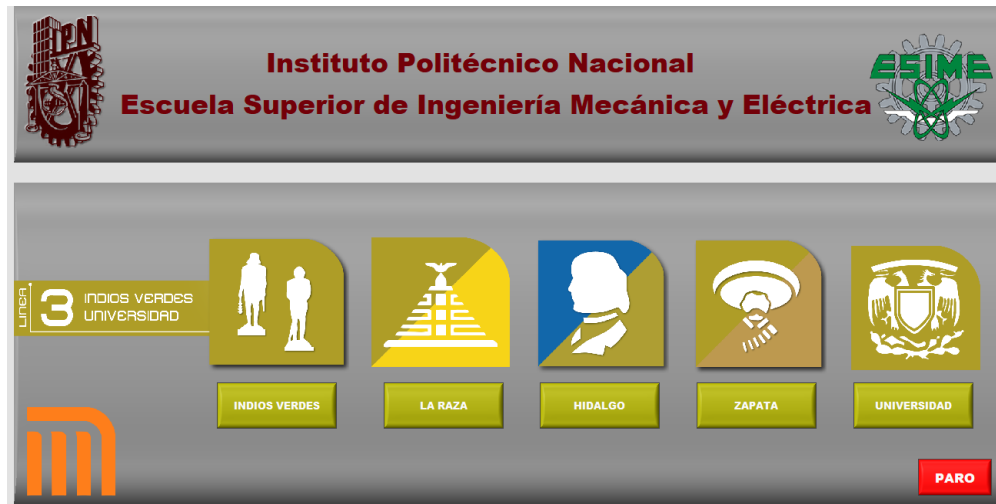 IPN
Instituto Politécnico Nacional
Escuela Superior de Ingeniería Mecánica y Eléctrica
ESIME
LINEA
3
INDIOS VERDES
UNIVERSIDAD
INDIOS VERDES
LA RAZA
HIDALGO
ZAPATA
UNIVERSIDAD
PARO